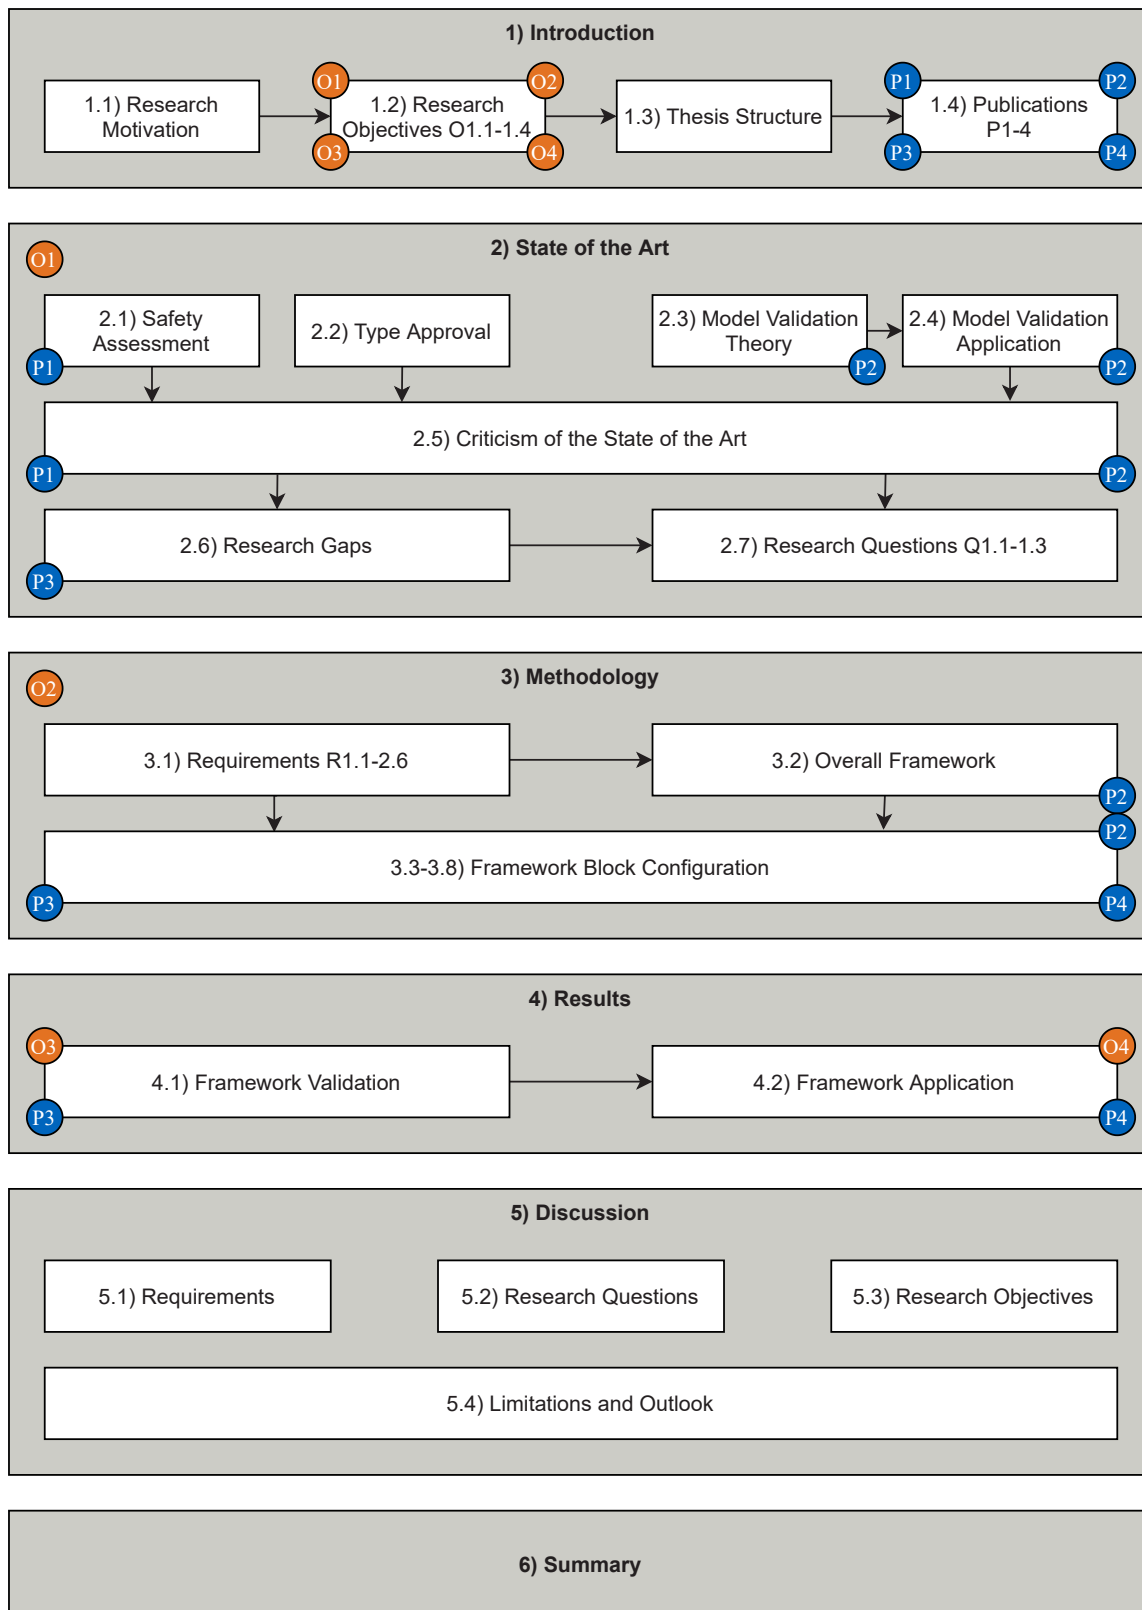 1) Introduction
O1
O2
P1
P2
1.1) Research
Motivation
1.2) Research
Objectives O1.1-1.4
1.3) Thesis Structure
1.4) Publications
P1-4
O3
O4
P3
P4
2) State of the Art
O1
2.1) Safety
Assessment
2.2) Type Approval
2.3) Model Validation
Theory
2.4) Model Validation
Application
P1
P2
P2
2.5) Criticism of the State of the Art
P1
P2
2.6) Research Gaps
2.7) Research Questions Q1.1-1.3
P3
3) Methodology
O2
3.1) Requirements R1.1-2.6
3.2) Overall Framework
P2
P2
3.3-3.8) Framework Block Configuration
P3
P4
4) Results
O3
O4
4.1) Framework Validation
4.2) Framework Application
P3
P4
5) Discussion
5.1) Requirements
5.2) Research Questions
5.3) Research Objectives
5.4) Limitations and Outlook
6) Summary